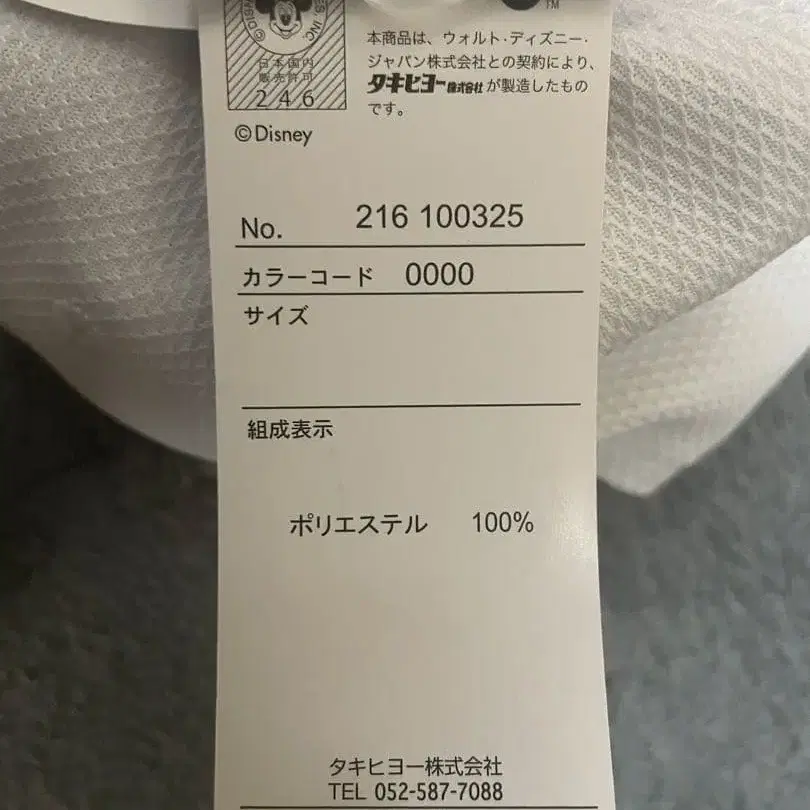 ©DISN
ES, INC.
日本国内
販売許可
246
©Disney
TM
本商品は、ウォルト・ディズニー・
ジャパン株式会社との契約により、
タキヒヨー株式会社が製造したもの
です。
No. 216 100325
カラーコード 0000
サイズ
組成表示
ポリエステル 100%
タキヒヨー株式会社
TEL 052-587-7088